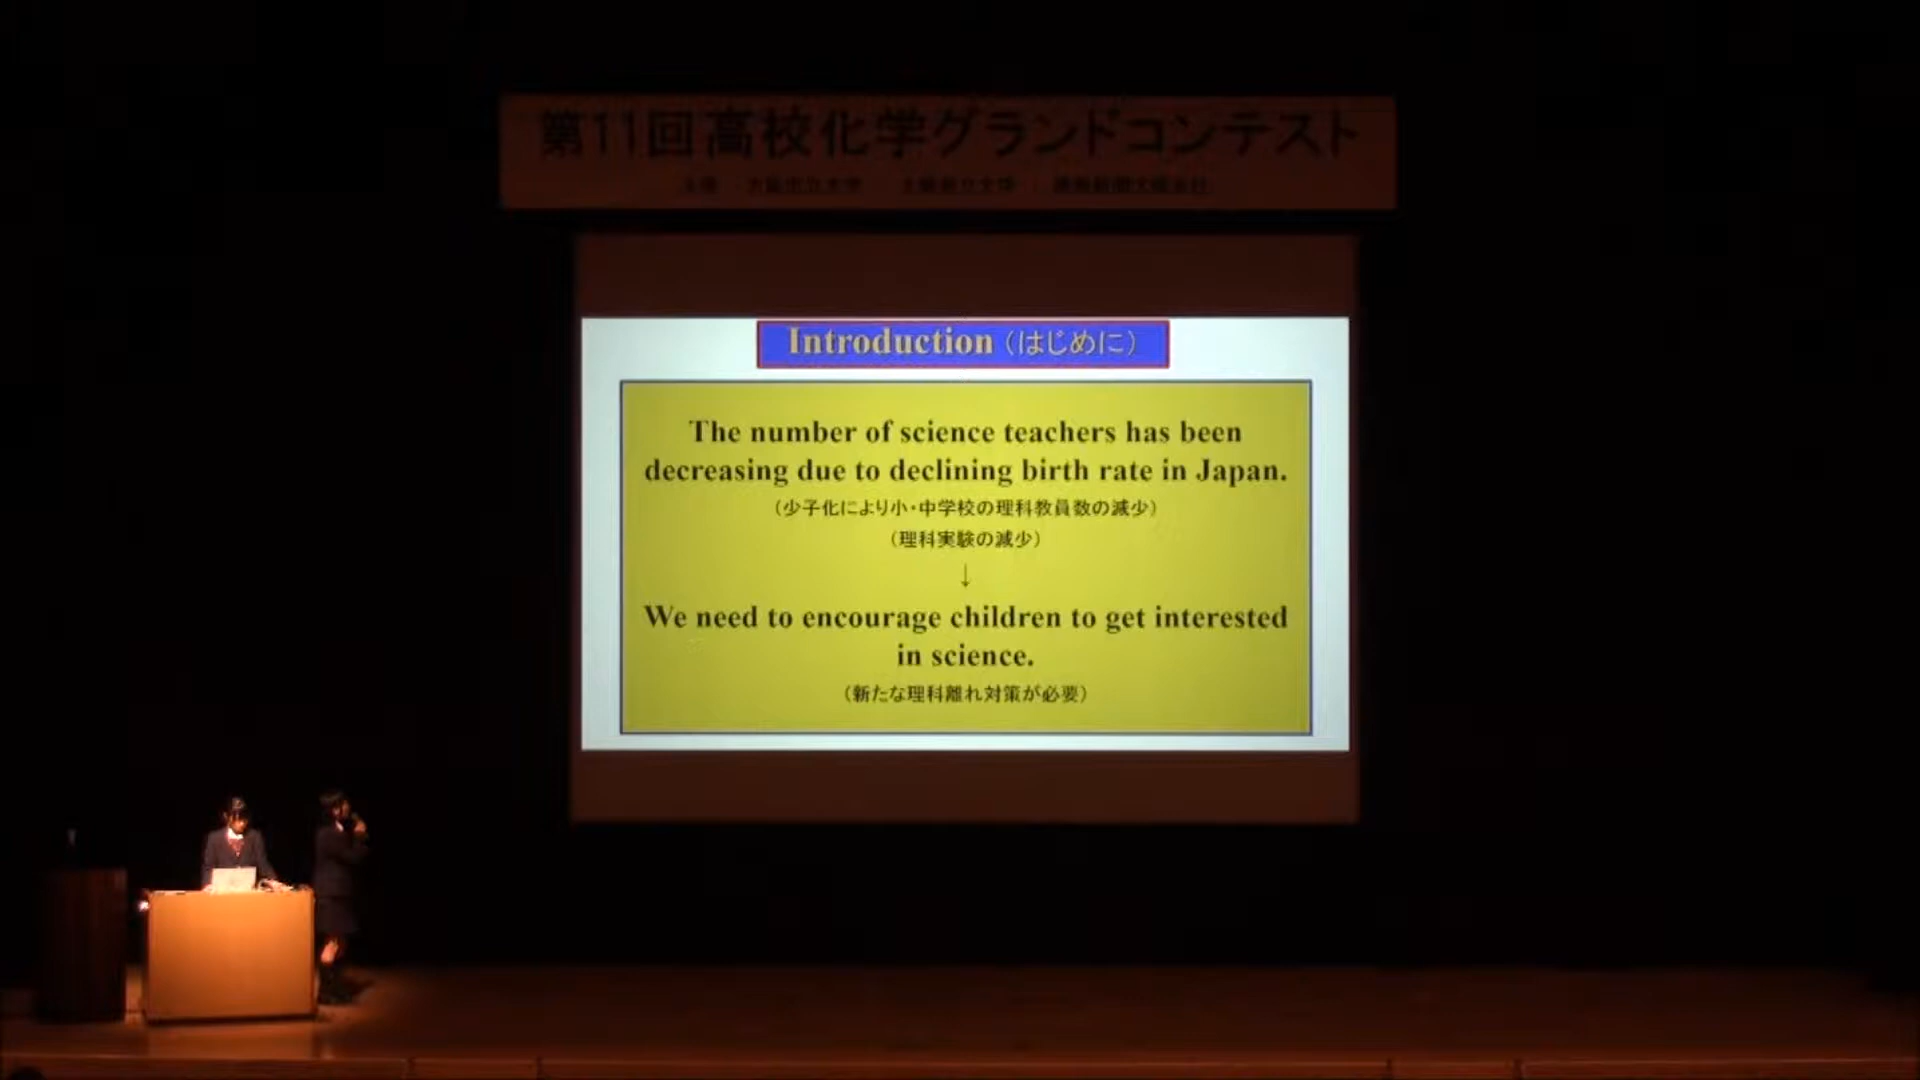 第11回高校化学グランドコンテスト
Introduction（はじめに）
The number of science teachers has been
decreasing due to declining birth rate in Japan.
（少子化により小・中学校の理科教員数の減少）
（理科実験の減少）
↓
We need to encourage children to get interested
in science.
（新たな理科離れ対策が必要）